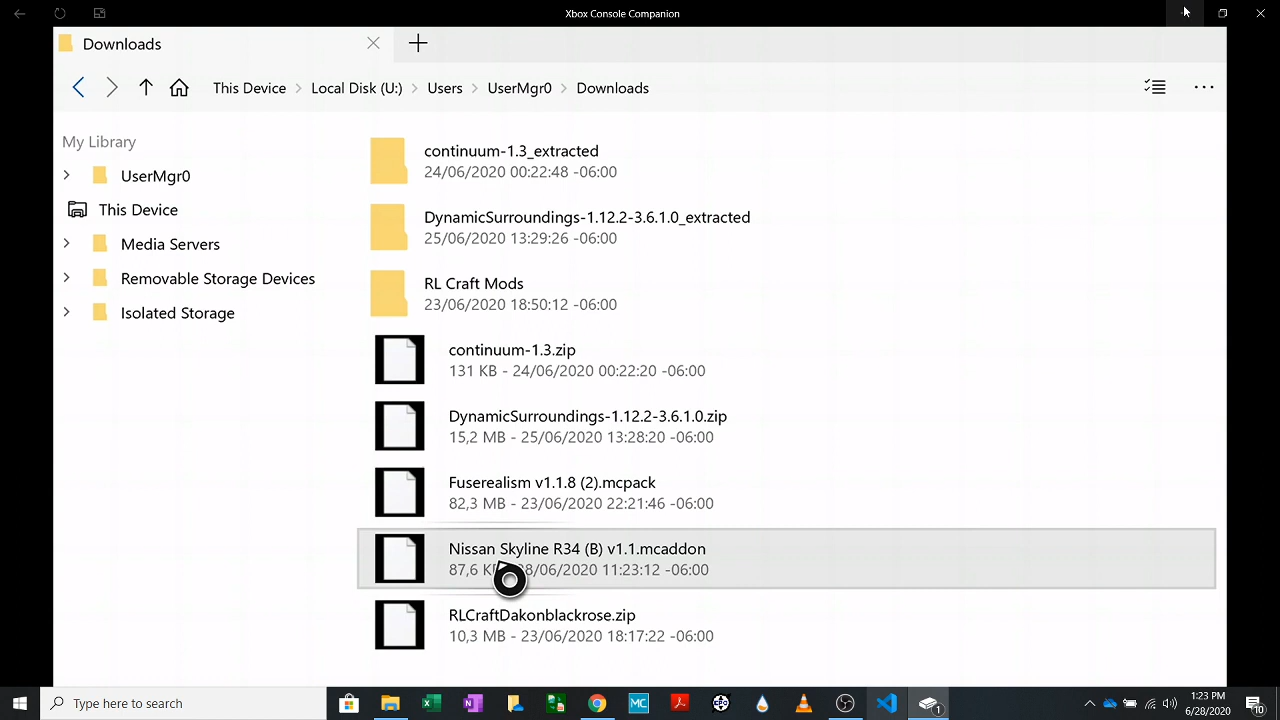 Xbox Console Companion
Downloads
This Device
Local Disk (U:)
Users
UserMgr0
Downloads
My Library
UserMgr0
This Device
Media Servers
Removable Storage Devices
Isolated Storage
continuum-1.3_extracted
24/06/2020 00:22:48 -06:00
DynamicSurroundings-1.12.2-3.6.1.0_extracted
25/06/2020 13:29:26 -06:00
RL Craft Mods
23/06/2020 18:50:12 -06:00
continuum-1.3.zip
131 KB - 24/06/2020 00:22:20 -06:00
DynamicSurroundings-1.12.2-3.6.1.0.zip
15,2 MB - 25/06/2020 13:28:20 -06:00
Fuserealism v1.1.8 (2).mcpack
82,3 MB - 23/06/2020 22:21:46 -06:00
Nissan Skyline R34 (B) v1.1.mcaddon
87,6 8/06/2020 11:23:12 -06:00
RLCraftDakonblackrose.zip
10,3 MB - 23/06/2020 18:17:22 -06:00
Type here to search
MC
1
1:23 PM
6/28/2020